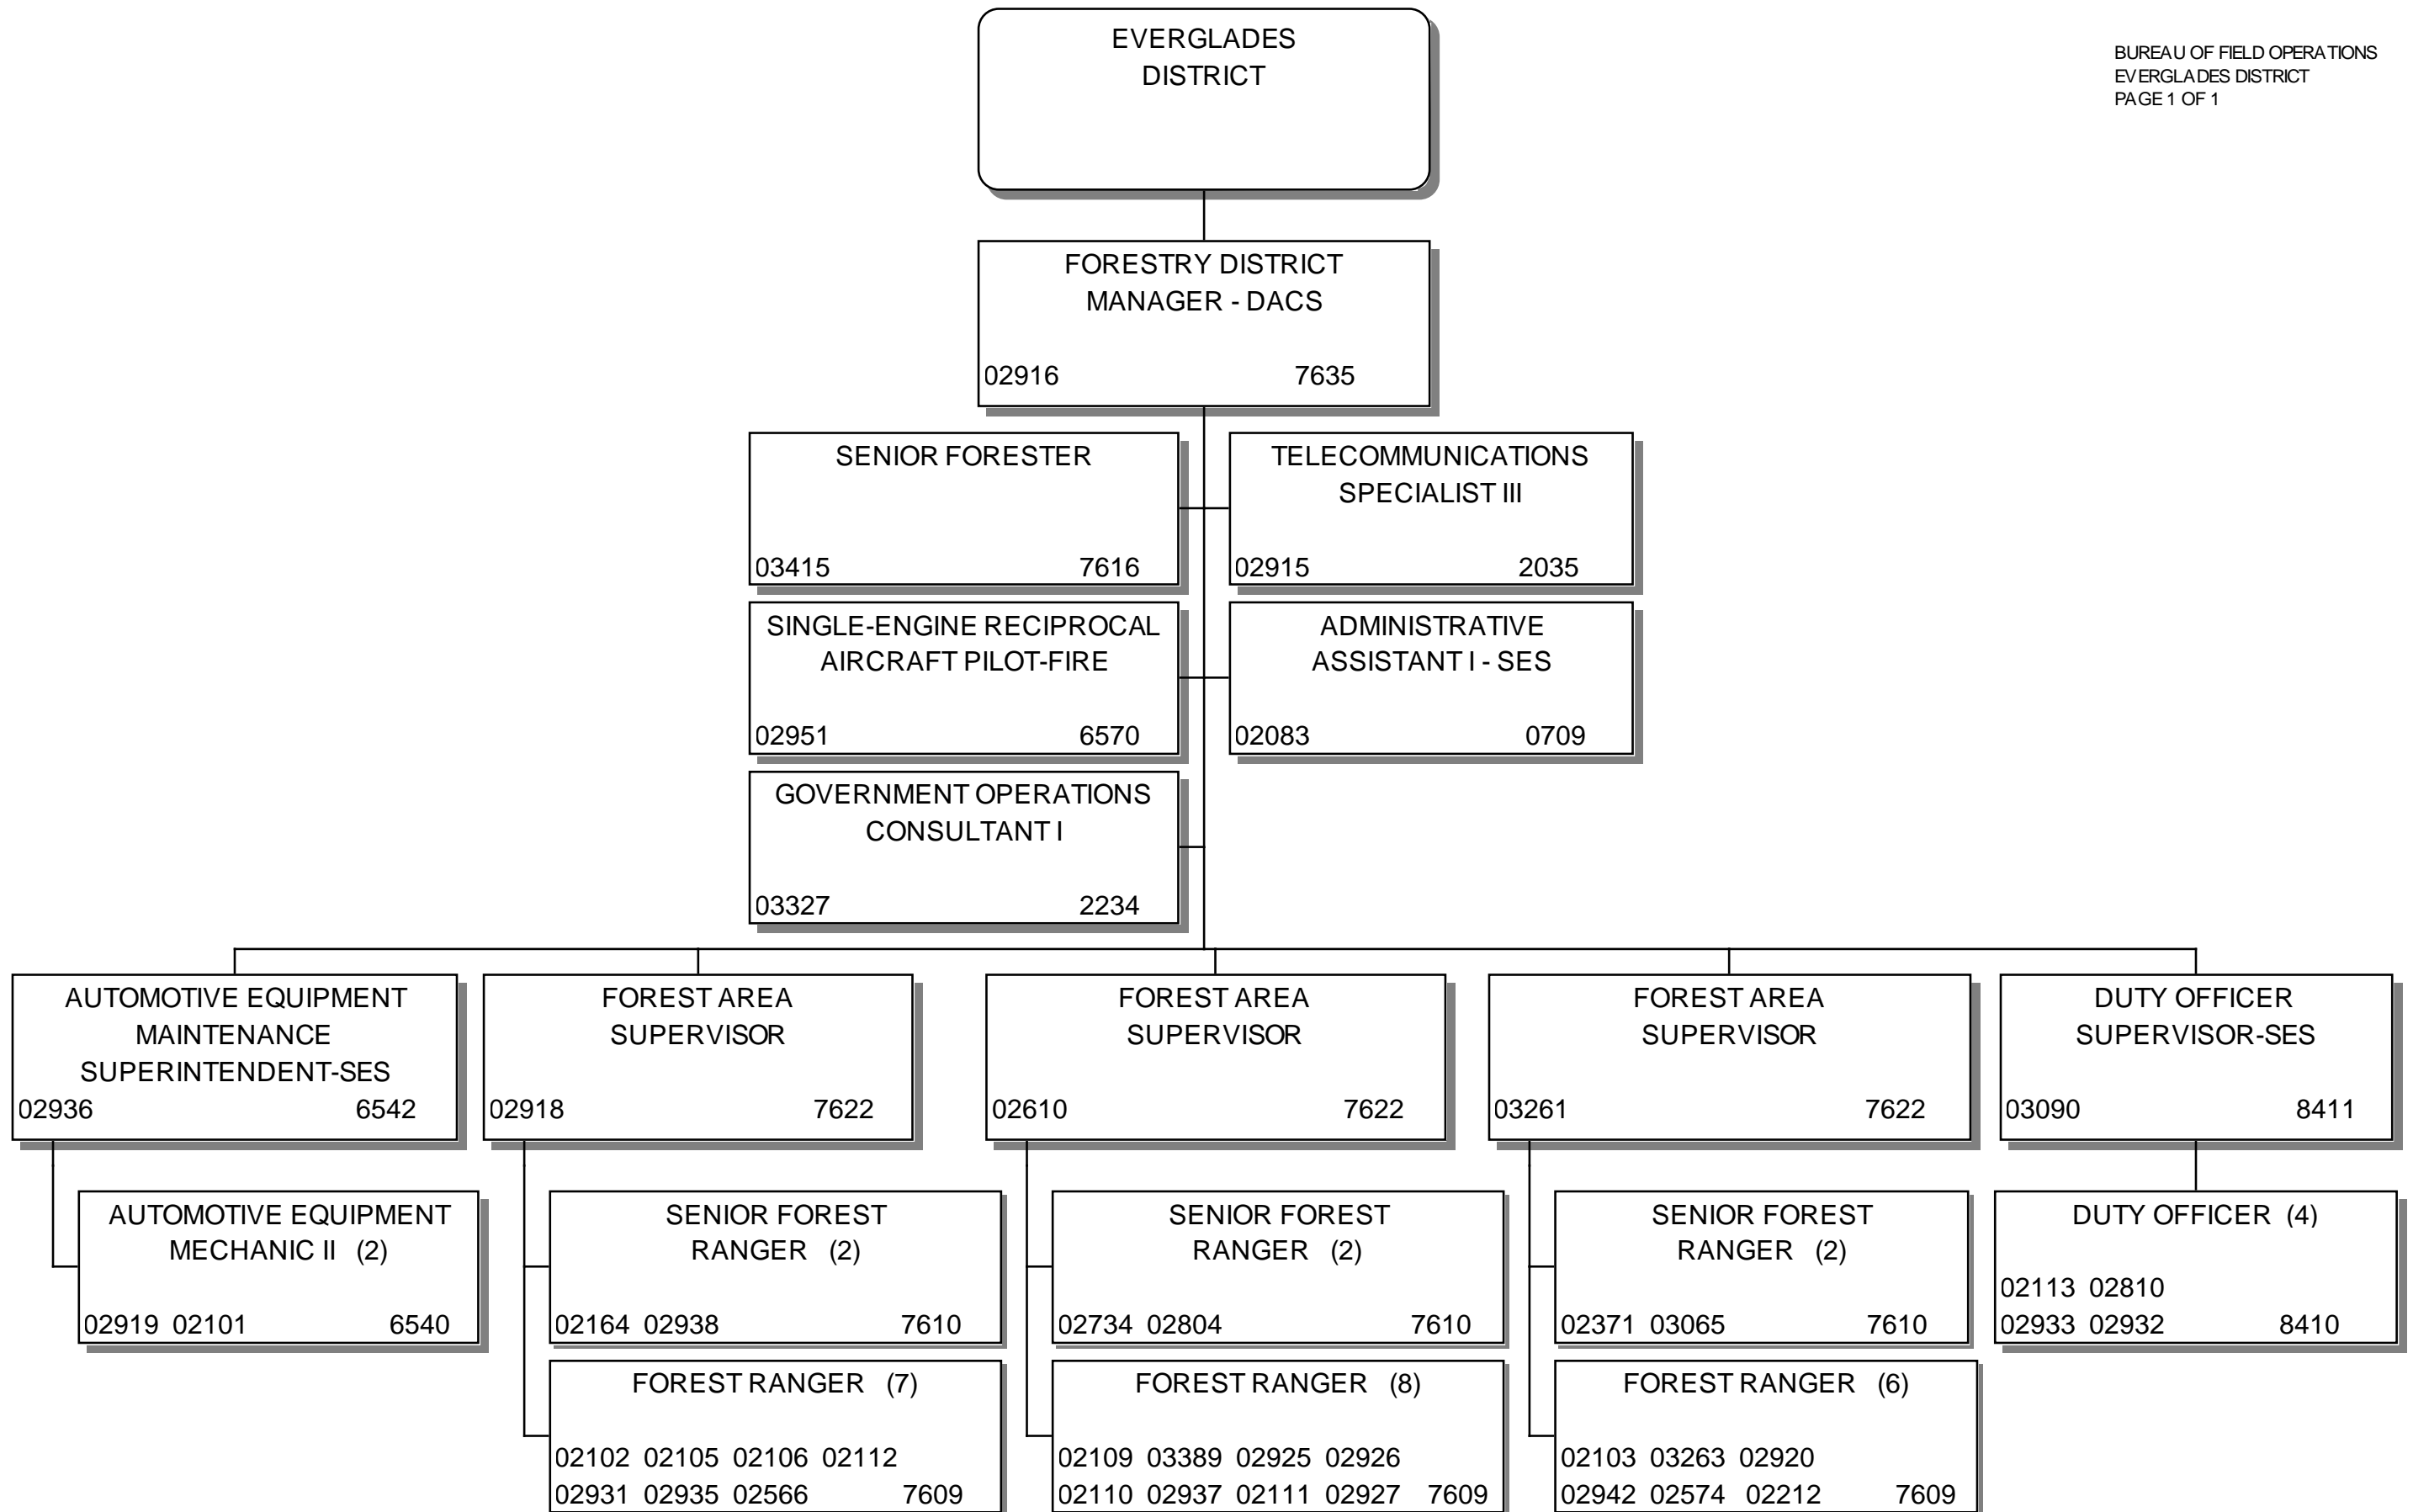 EVERGLADES
DISTRICT
BUREAU OF FIELD OPERATIONS
EVERGLADES DISTRICT
PAGE 1 OF 1
FORESTRY DISTRICT
MANAGER - DACS
02916 7635
SENIOR FORESTER
03415 7616
TELECOMMUNICATIONS
SPECIALIST III
02915 2035
SINGLE-ENGINE RECIPROCAL
AIRCRAFT PILOT-FIRE
02951 6570
ADMINISTRATIVE
ASSISTANT I - SES
02083 0709
GOVERNMENT OPERATIONS
CONSULTANT I
03327 2234
AUTOMOTIVE EQUIPMENT
MAINTENANCE
SUPERINTENDENT-SES
02936 6542
FOREST AREA
SUPERVISOR
02918 7622
FOREST AREA
SUPERVISOR
02610 7622
FOREST AREA
SUPERVISOR
03261 7622
DUTY OFFICER
SUPERVISOR-SES
03090 8411
AUTOMOTIVE EQUIPMENT
MECHANIC II (2)
02919 02101 6540
SENIOR FOREST
RANGER (2)
02164 02938 7610
SENIOR FOREST
RANGER (2)
02734 02804 7610
SENIOR FOREST
RANGER (2)
02371 03065 7610
DUTY OFFICER (4)
02113 02810
02933 02932 8410
FOREST RANGER (7)
02102 02105 02106 02112
02931 02935 02566 7609
FOREST RANGER (8)
02109 03389 02925 02926
02110 02937 02111 02927 7609
FOREST RANGER (6)
02103 03263 02920
02942 02574 02212 7609